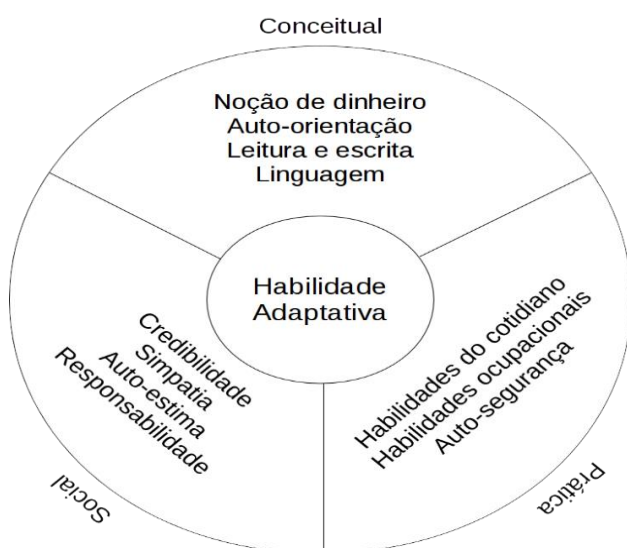 Conceitual
Noção de dinheiro
Auto-orientação
Leitura e escrita
Linguagem
Habilidade
Adaptativa
Credibilidade
Simpatia
Auto-estima
Responsabilidade
Social
Habilidades do cotidiano
Habilidades ocupacionais
Auto-segurança
Prática